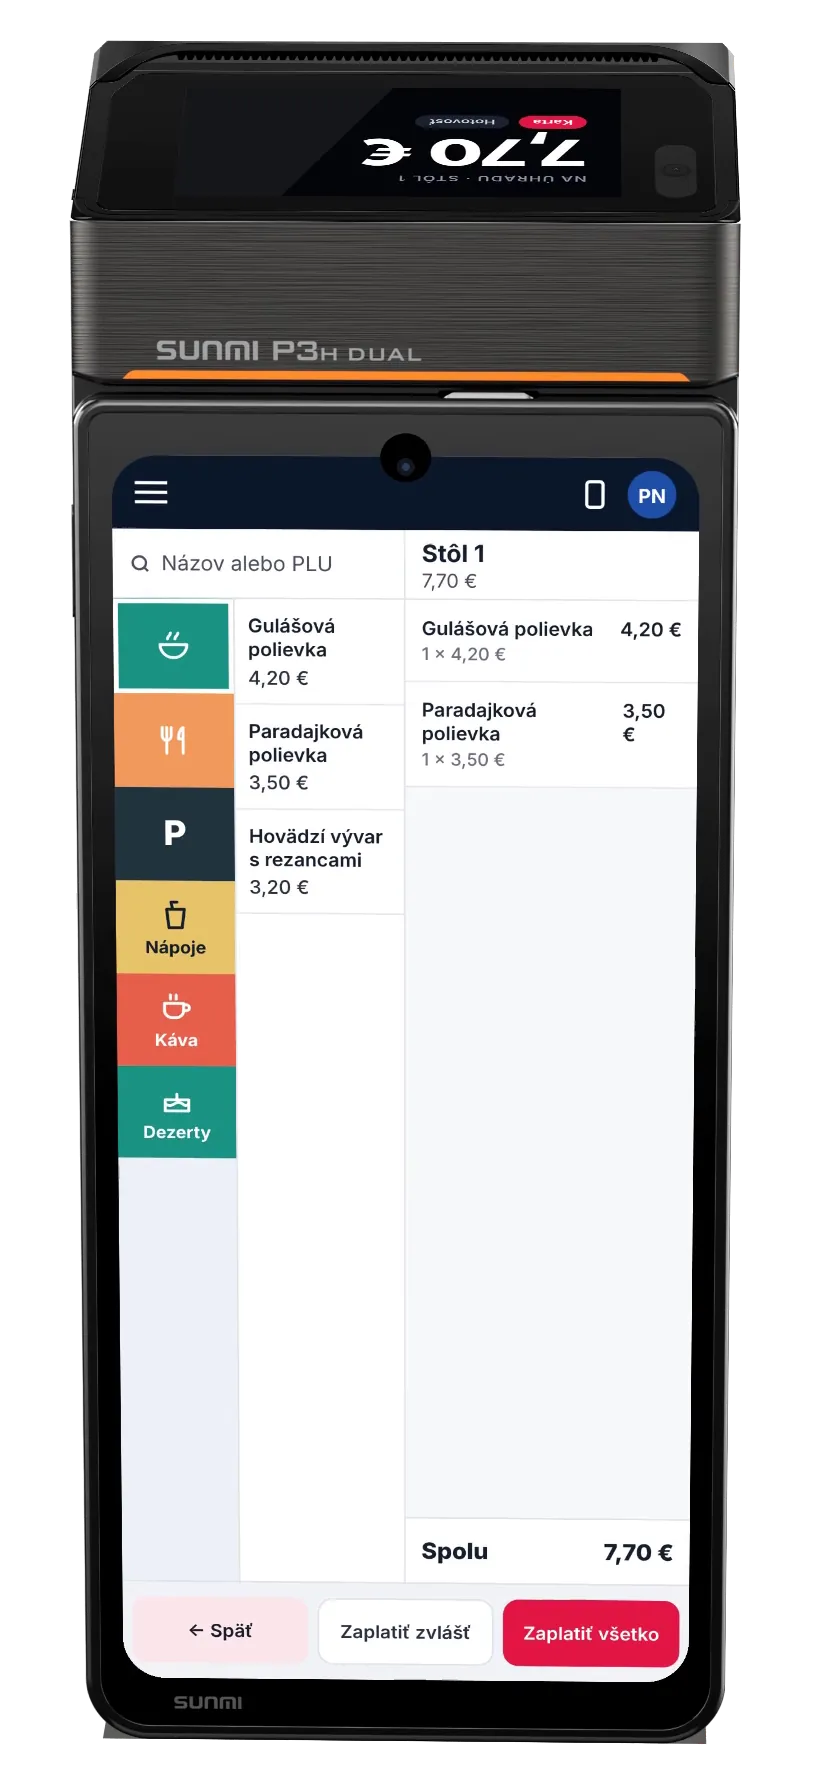 NA ÚHRADU · STÔL 1
7,70 €
Karta
Hotovosť
SUNMI P3H DUAL
PN
Názov alebo PLU
Stôl 1
7,70 €
Gulášová
polievka
4,20 €
Paradajková
polievka
3,50 €
Hovädzí vývar
s rezancami
3,20 €
P
Nápoje
Káva
Dezerty
Gulášová polievka 4,20 €
1 × 4,20 €
Paradajková
polievka
3,50
€
1 × 3,50 €
Spolu 7,70 €
← Späť
Zaplatiť zvlášť
Zaplatiť všetko
SUNMI